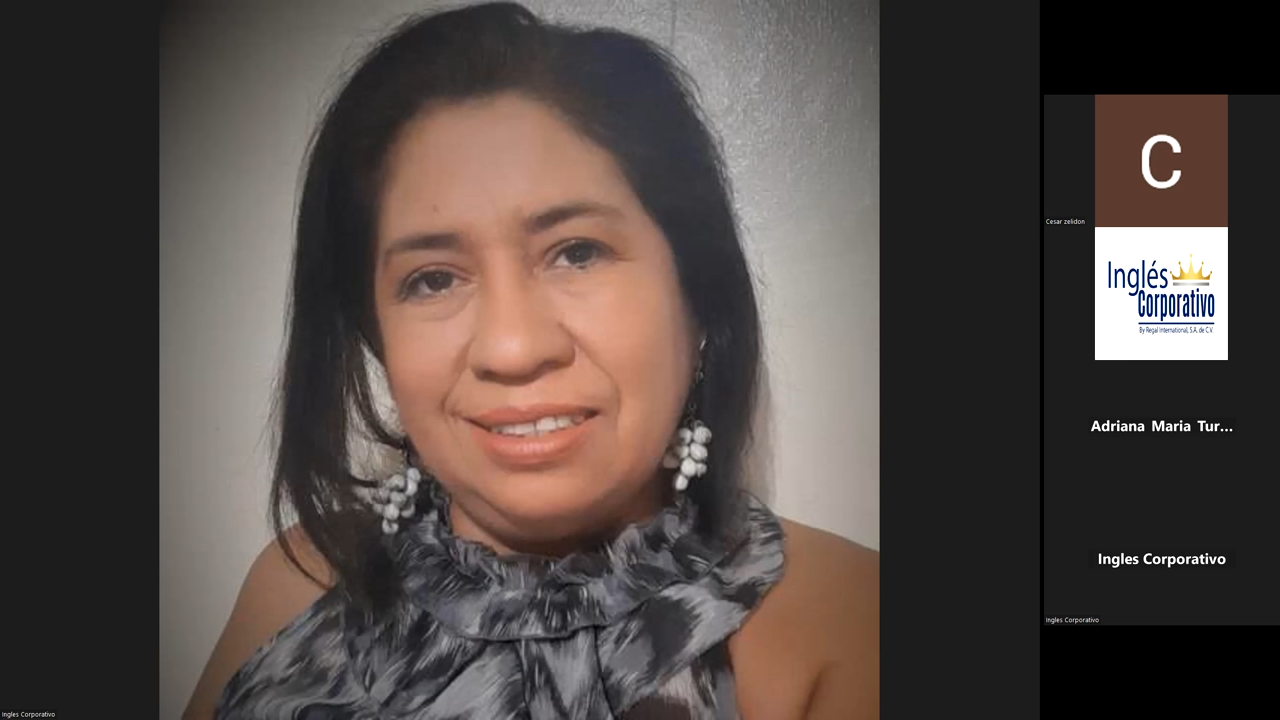 C
Cesar zelidon
Inglés
Corporativo
By Regal International, S.A. de C.V.
Adriana Maria Tur...
Ingles Corporativo
Ingles Corporativo
Ingles Corporativo